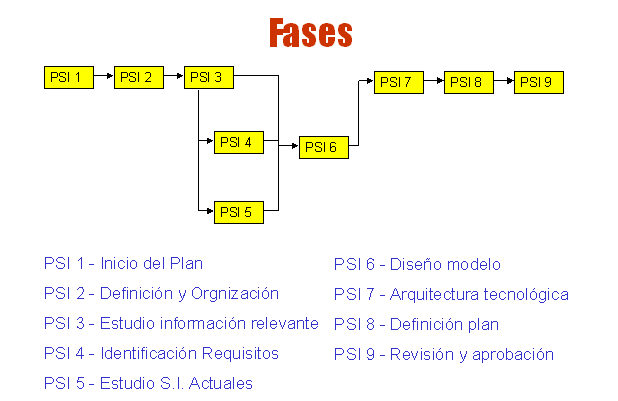 Fases
PSI 1
PSI 2
PSI 3
PSI 7
PSI 8
PSI 9
PSI 4
PSI 6
PSI 5
PSI 1 - Inicio del Plan
PSI 2 - Definición y Orgnización
PSI 3 - Estudio información relevante
PSI 4 - Identificación Requisitos
PSI 5 - Estudio S.I. Actuales
PSI 6 - Diseño modelo
PSI 7 - Arquitectura tecnológica
PSI 8 - Definición plan
PSI 9 - Revisión y aprobación